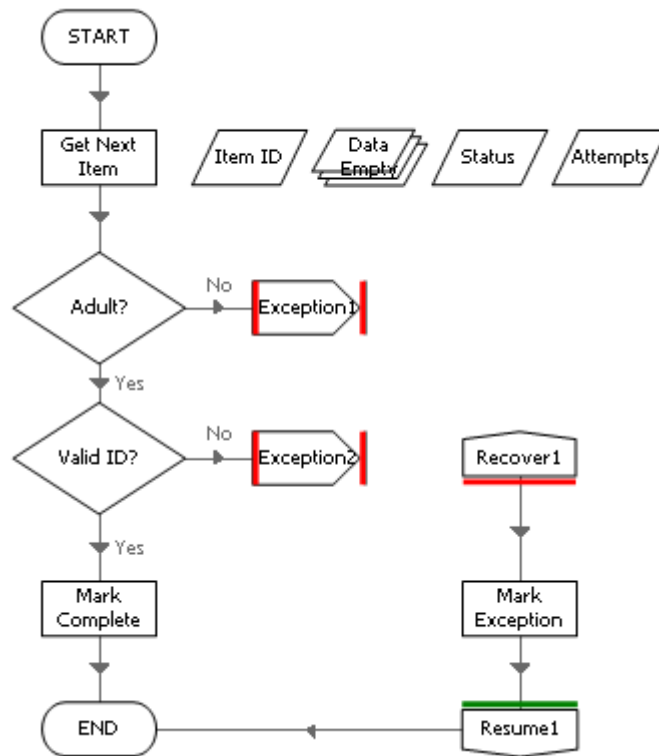 START
Get Next
Item
Item ID
Data
Empty
Status
Attempts
Adult?
No
Exception1
Yes
Valid ID?
No
Exception2
Recover1
Yes
Mark
Complete
Mark
Exception
END
Resume1